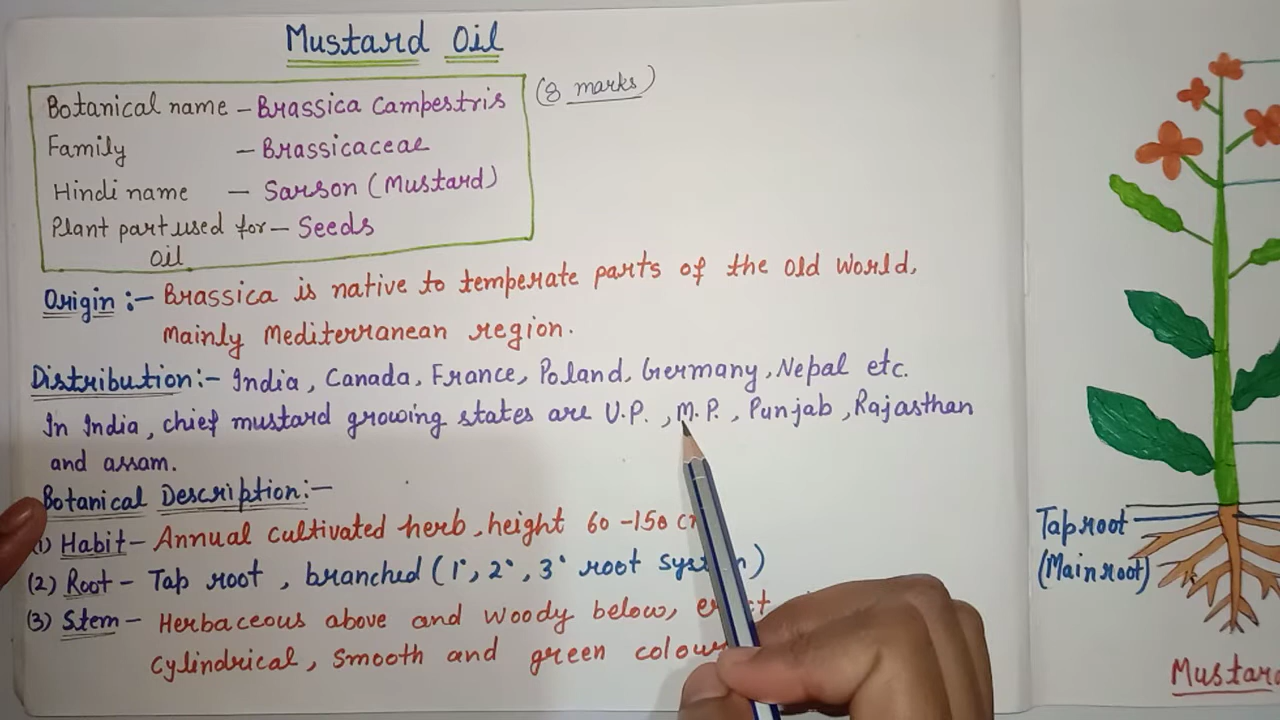 Mustard Oil
(8 marks)
Botanical name - Brassica Campestris
Family - Brassicaceae
Hindi name - Sarson (Mustard)
Plant part used for - Seeds
oil
Origin :- Brassica is native to temperate parts of the old world,
Mainly Mediterranean region.
Distribution:- India, Canada, France, Poland, Germany, Nepal etc.
In India, chief mustard growing states are U.P., M.P., Punjab, Rajasthan
and assam.
Botanical Description:-
(1) Habit - Annual cultivated herb, height 60-150
(2) Root - Tap root, branched (1°, 2°, 3° root
(3) Stem - Herbaceous above and woody below,
Cylindrical, Smooth and green colour
Tap root
(Main root)